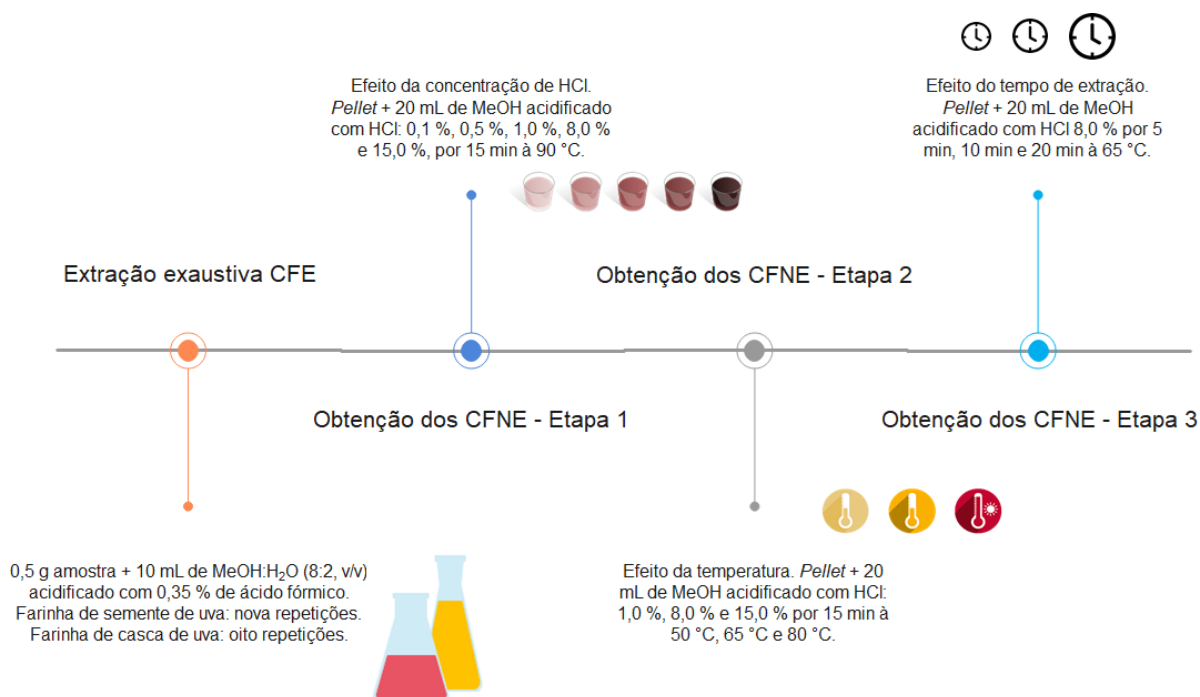 Extração exaustiva CFE
0,5 g amostra + 10 mL de MeOH:H₂O (8:2, v/v)
acidificado com 0,35 % de ácido fórmico.
Farinha de semente de uva: nova repetições.
Farinha de casca de uva: oito repetições.
Efeito da concentração de HCl.
Pellet + 20 mL de MeOH acidificado
com HCl: 0,1 %, 0,5 %, 1,0 %, 8,0 %
e 15,0 %, por 15 min à 90 °C.
Obtenção dos CFNE - Etapa 1
Obtenção dos CFNE - Etapa 2
Efeito da temperatura. Pellet + 20
mL de MeOH acidificado com HCl:
1,0 %, 8,0 % e 15,0 % por 15 min à
50 °C, 65 °C e 80 °C.
Efeito do tempo de extração.
Pellet + 20 mL de MeOH
acidificado com HCl 8,0 % por 5
min, 10 min e 20 min à 65 °C.
Obtenção dos CFNE - Etapa 3